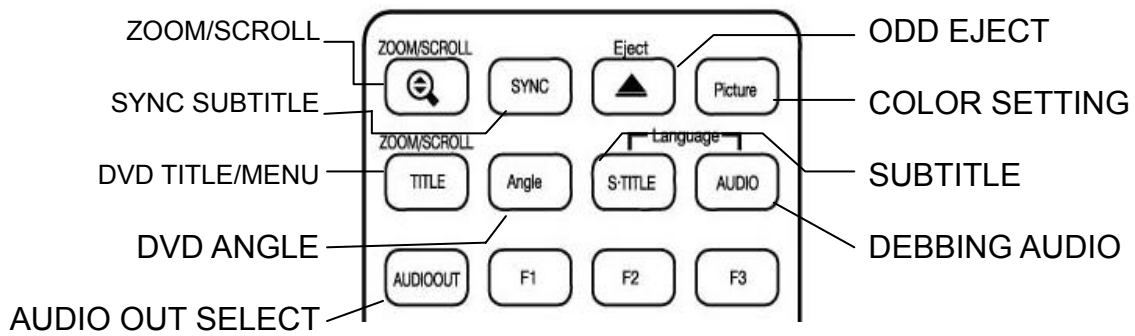 ZOOM/SCROLL
SYNC SUBTITLE
DVD TITLE/MENU
DVD ANGLE
AUDIO OUT SELECT
ZOOM/SCROLL
Eject
SYNC
Picture
ZOOM/SCROLL
Language
TITLE
Angle
S-TITLE
AUDIO
AUDIOOUT
F1
F2
F3
ODD EJECT
COLOR SETTING
SUBTITLE
DEBBING AUDIO